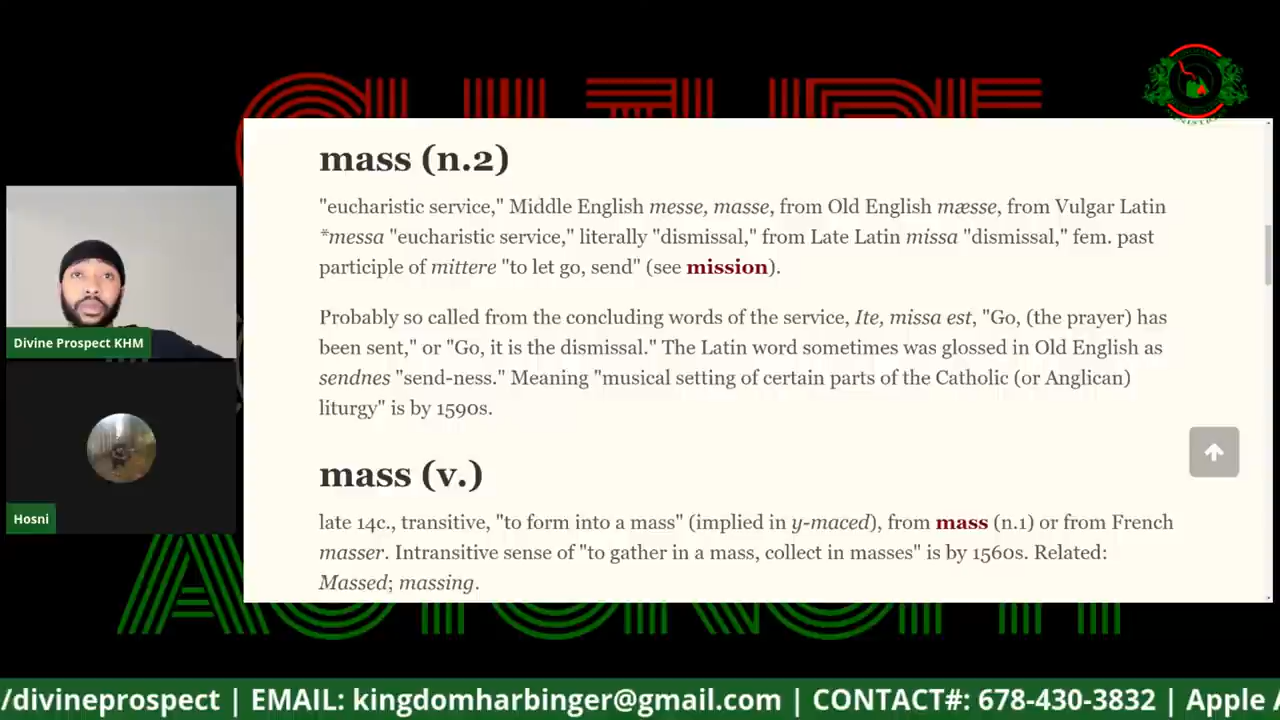 mass (n.2)
"eucharistic service," Middle English messe, masse, from Old English mæsse, from Vulgar Latin
*messa "eucharistic service," literally "dismissal," from Late Latin missa "dismissal," fem. past
participle of mittere "to let go, send" (see mission).
Probably so called from the concluding words of the service, Ite, missa est, "Go, (the prayer) has
been sent," or "Go, it is the dismissal." The Latin word sometimes was glossed in Old English as
sendnes "send-ness." Meaning "musical setting of certain parts of the Catholic (or Anglican)
liturgy" is by 1590s.
mass (v.)
late 14c., transitive, "to form into a mass" (implied in y-maced), from mass (n.1) or from French
masser. Intransitive sense of "to gather in a mass, collect in masses" is by 1560s. Related:
Massed; massing.
Divine Prospect KHM
Hosni
/divineprospect | EMAIL: kingdomharbinger@gmail.com | CONTACT#: 678-430-3832 | Apple